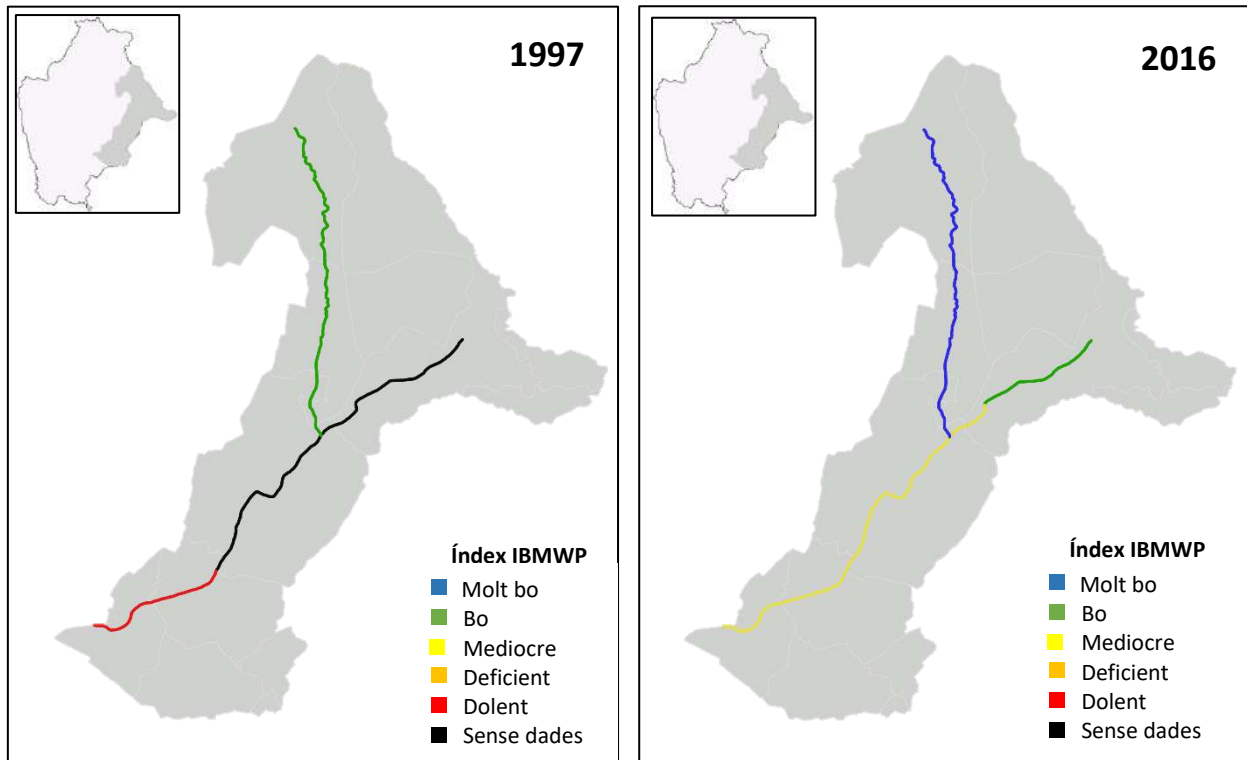 1997
Índex IBMWP
Molt bo
Bo
Mediocre
Deficient
Dolent
Sense dades
2016
Índex IBMWP
Molt bo
Bo
Mediocre
Deficient
Dolent
Sense dades